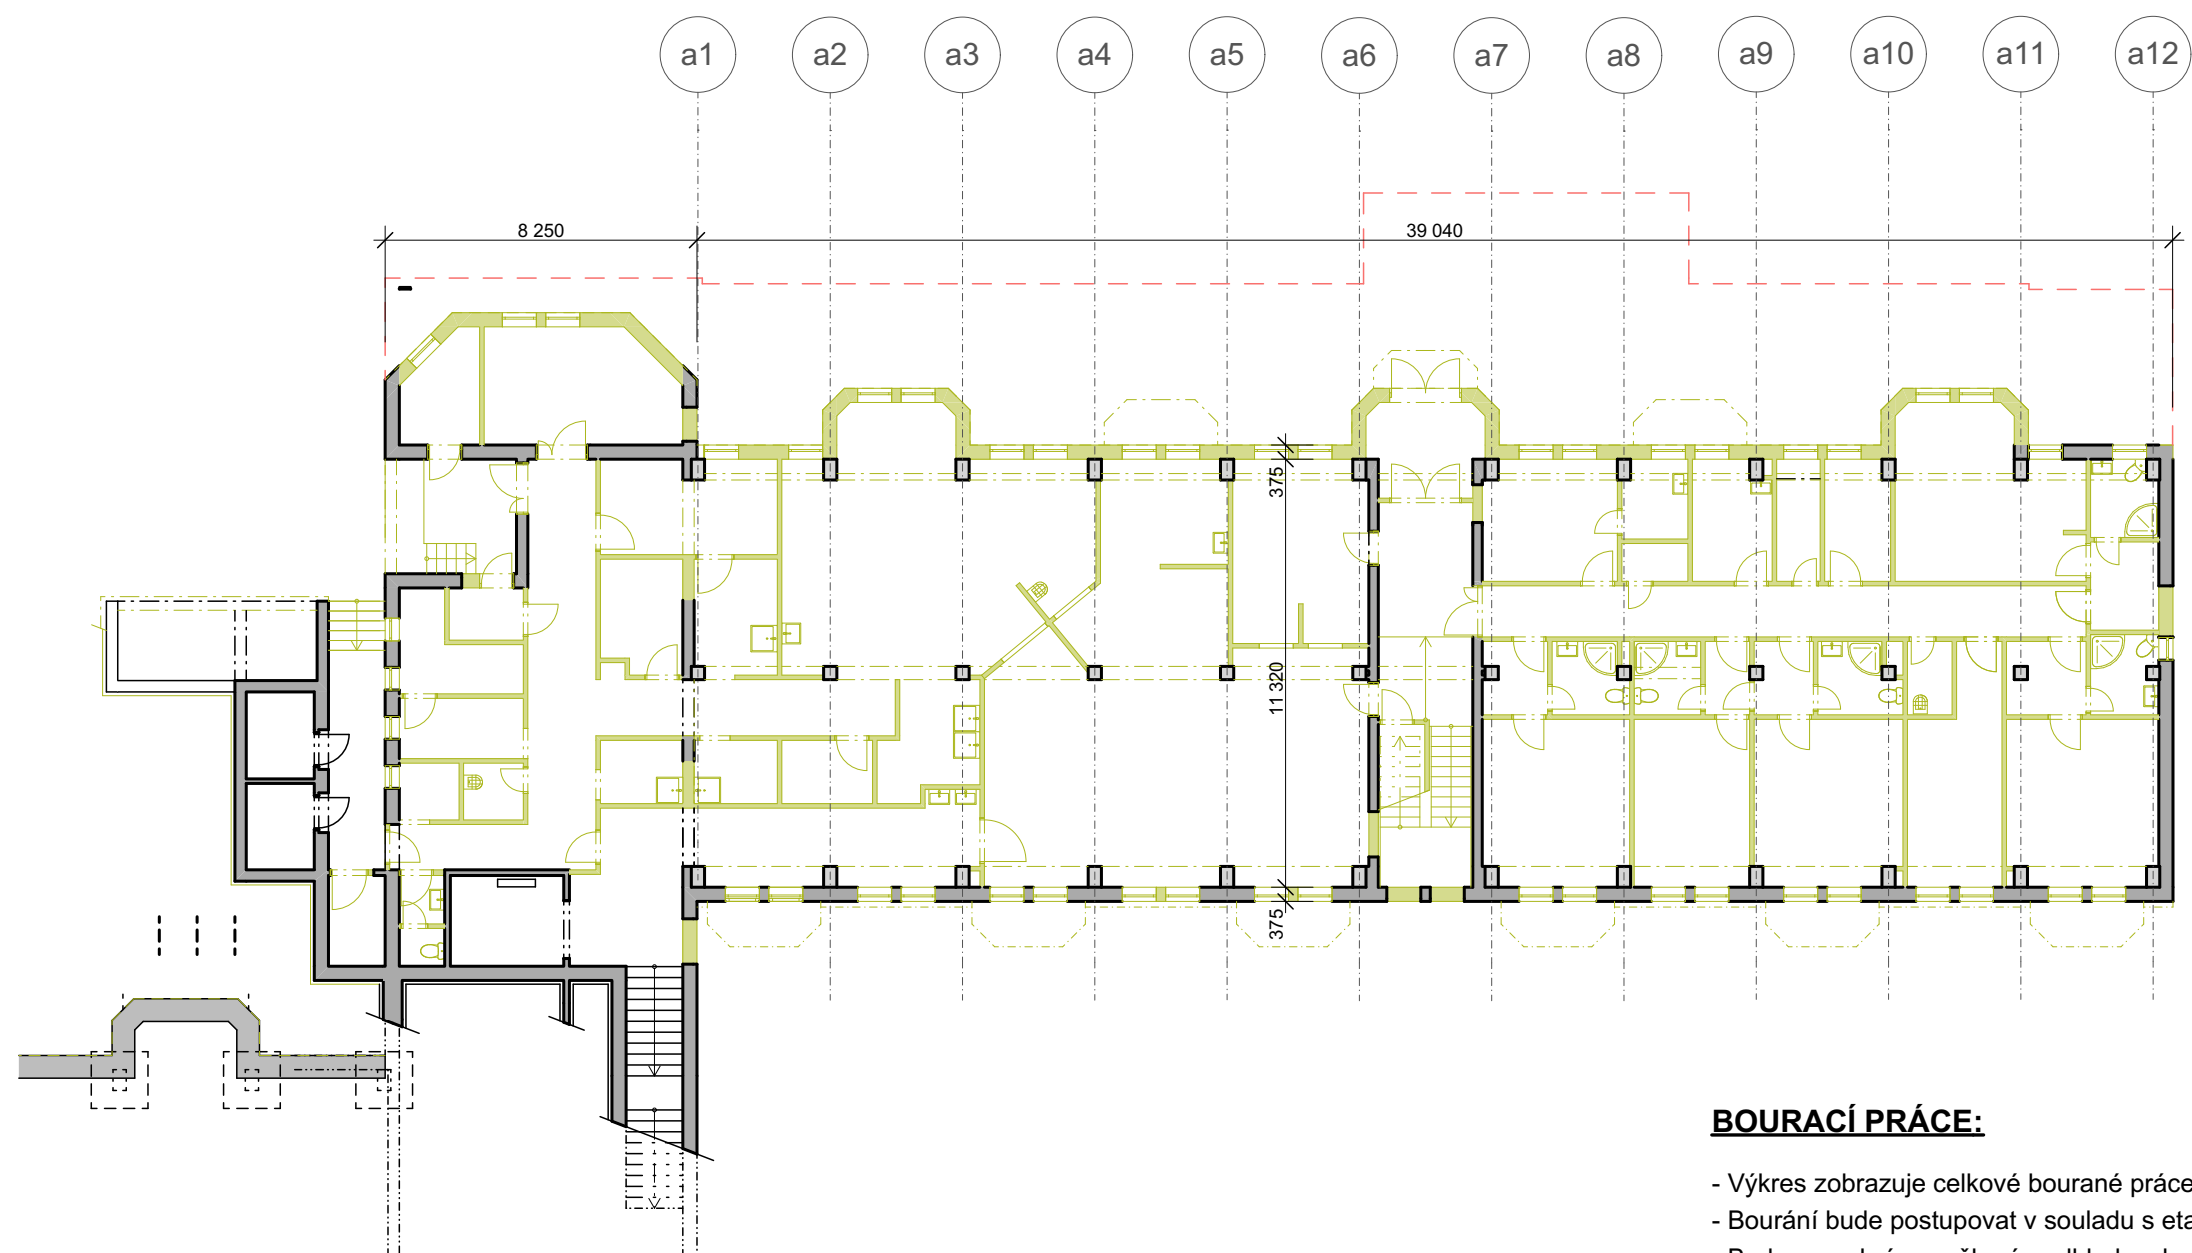 a1 a2 a3 a4 a5 a6 a7 a8 a9 a10 a11 a12
8 250 39 040
375
11 320
375
BOURACÍ PRÁCE:
- Výkres zobrazuje celkové bourané práce
- Bourání bude postupovat v souladu s eta